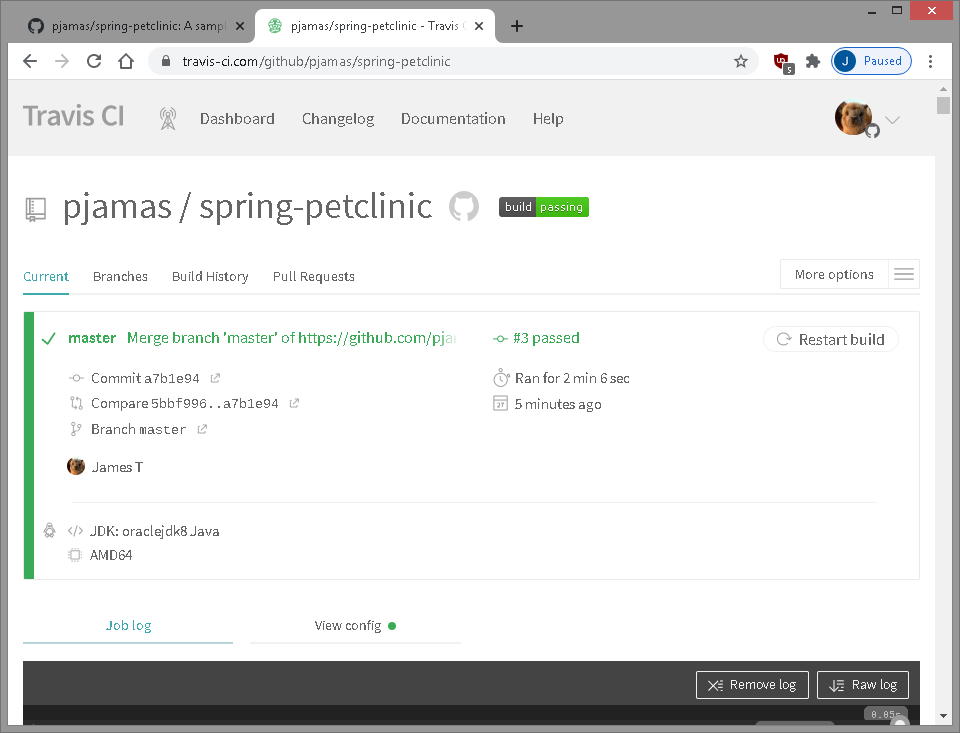 pjamas/spring-petclinic: A sampl
pjamas/spring-petclinic - Travis C
travis-ci.com/github/pjamas/spring-petclinic
5
J Paused
Travis CI Dashboard Changelog Documentation Help
pjamas / spring-petclinic build passing
Current Branches Build History Pull Requests More options
master Merge branch 'master' of https://github.com/pja
#3 passed
Restart build
Commit a7b1e94
Ran for 2 min 6 sec
Compare 5bbf996..a7b1e94
5 minutes ago
Branch master
James T
</> JDK: oraclejdk8 Java
AMD64
Job log View config
Remove log Raw log
0.05s